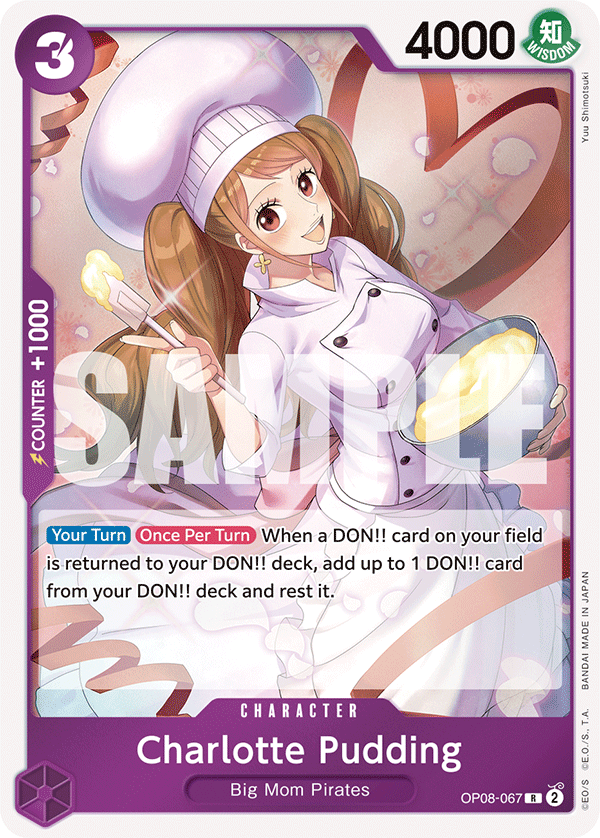 3
4000
知
WISDOM
Yuu Shimotsuki
COUNTER +1000
SAMPLE
Your Turn Once Per Turn When a DON!! card on your field
is returned to your DON!! deck, add up to 1 DON!! card
from your DON!! deck and rest it.
CHARACTER
Charlotte Pudding
Big Mom Pirates
OP08-067 R 2
©EO/S ©E.O./S., T.A. BANDAI MADE IN JAPAN